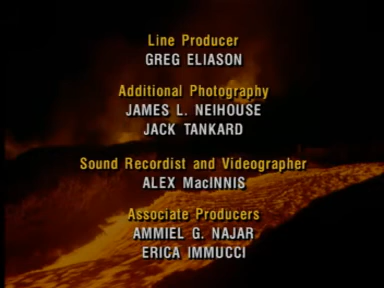 Line Producer
GREG ELIASON
Additional Photography
JAMES L. NEIHOUSE
JACK TANKARD
Sound Recordist and Videographer
ALEX MacINNIS
Associate Producers
AMMIEL G. NAJAR
ERICA IMMUCCI